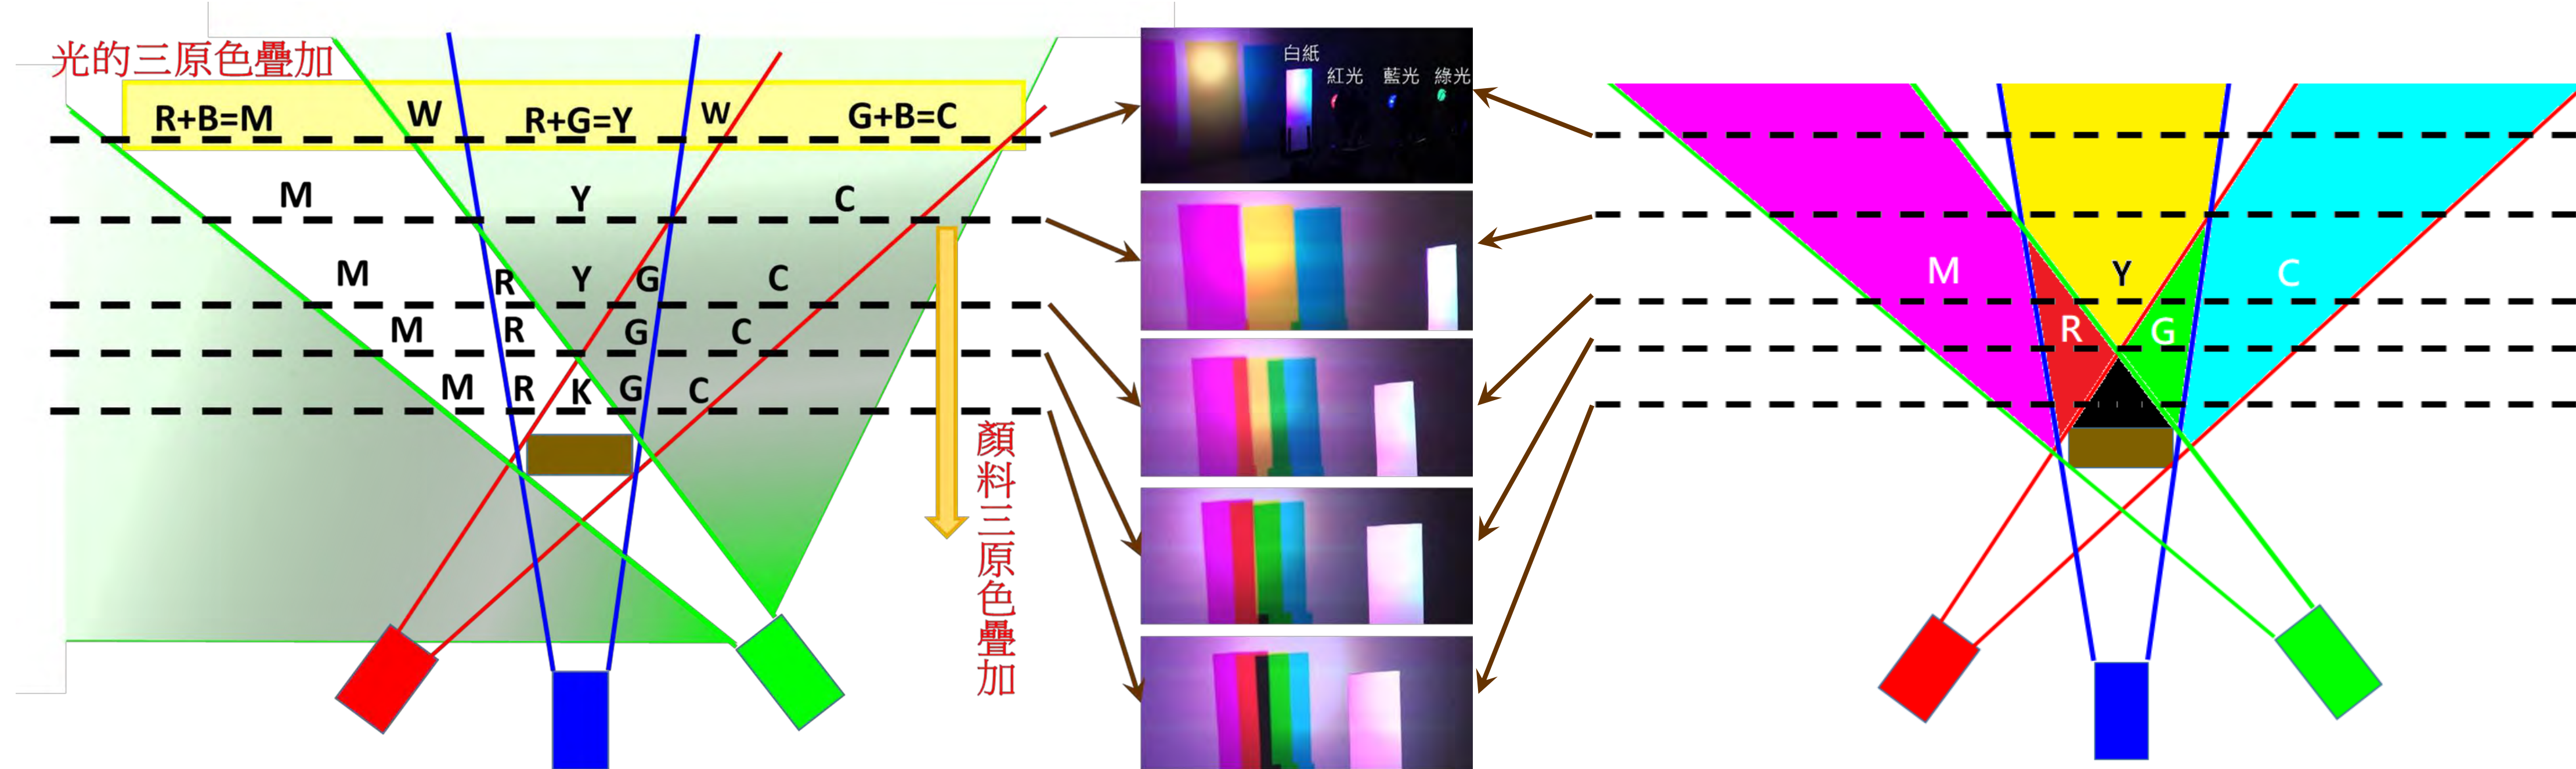 光的三原色疊加
R+B=M W R+G=Y W G+B=C
M Y C
M R Y G C
M R G C
M R K G C
顏料三原色疊加
白紙
紅光 藍光 綠光
M Y C
R G